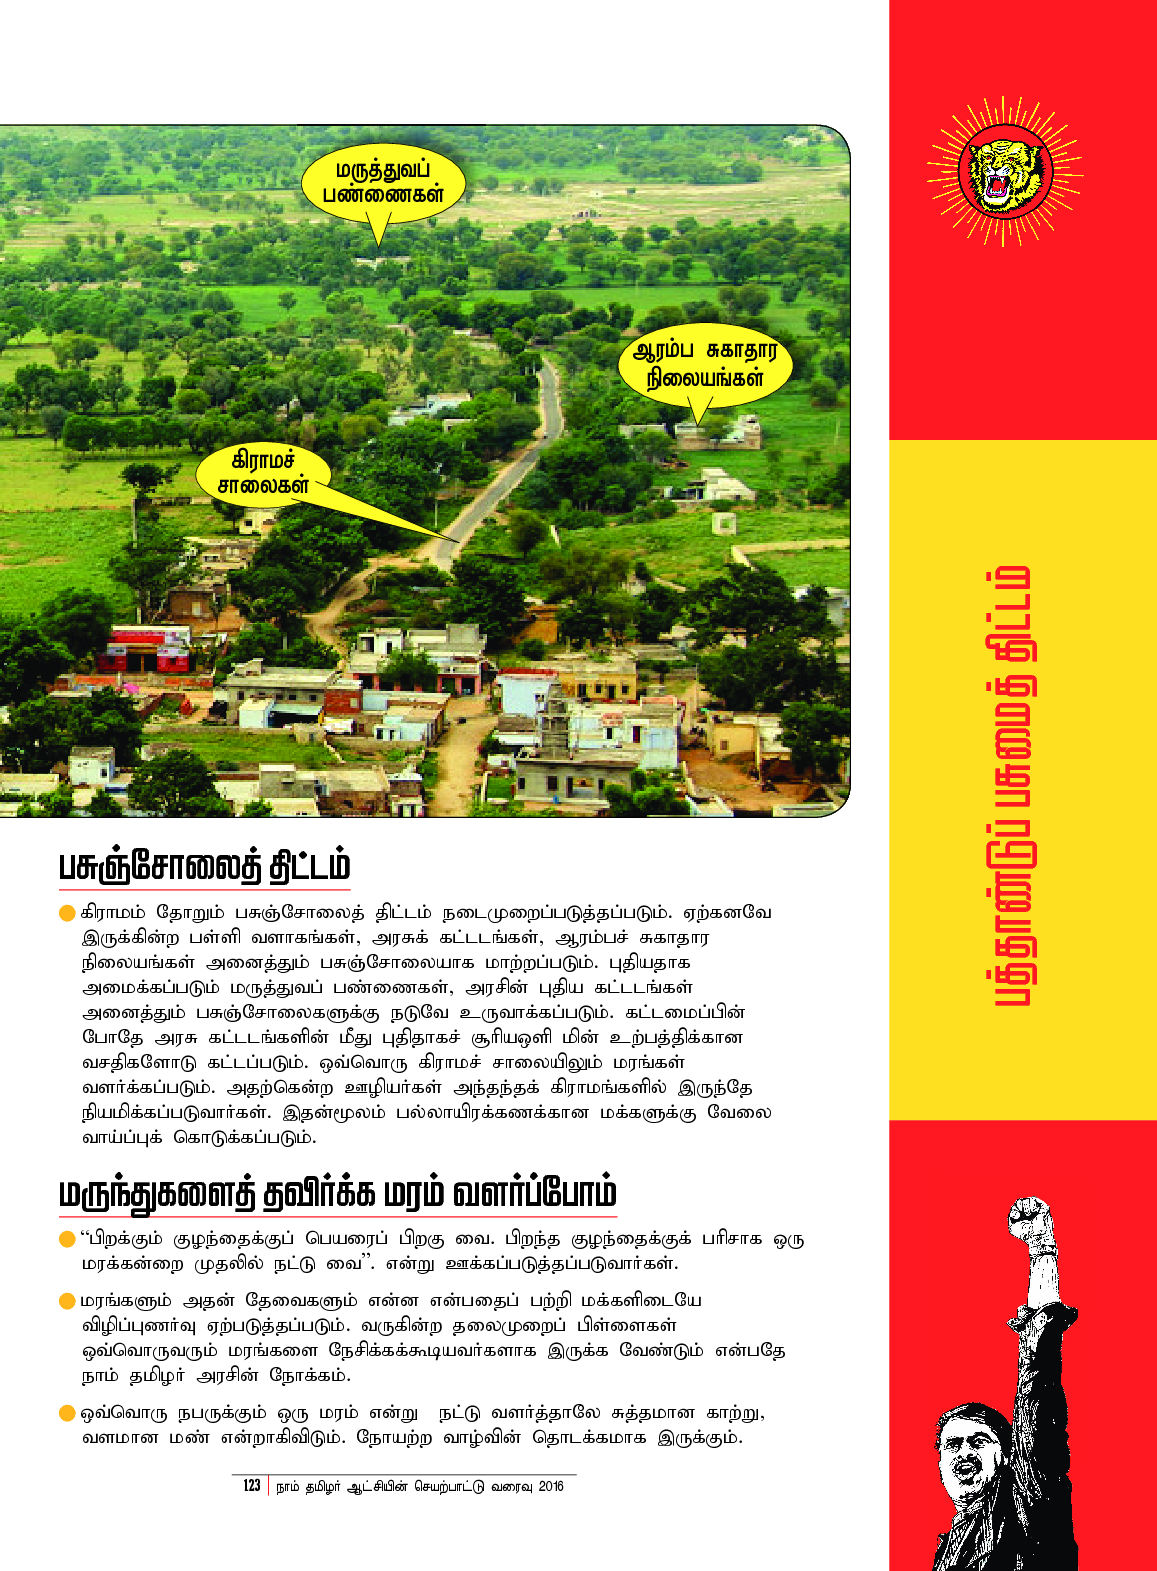 மருத்துவப்
பண்ணைகள்
ஆரம்ப சுகாதார
நிலையங்கள்
கிராமச்
சாலைகள்
பத்தாண்டுப் பசுமைத் திட்டம்
பசுஞ்சோலைத் திட்டம்
கிராமம் தோறும் பசுஞ்சோலைத் திட்டம் நடைமுறைப்படுத்தப்படும். ஏற்கனவே
இருக்கின்ற பள்ளி வளாகங்கள், அரசுக் கட்டடங்கள், ஆரம்பச் சுகாதார
நிலையங்கள் அனைத்தும் பசுஞ்சோலையாக மாற்றப்படும். புதியதாக
அமைக்கப்படும் மருத்துவப் பண்ணைகள், அரசின் புதிய கட்டடங்கள்
அனைத்தும் பசுஞ்சோலைகளுக்கு நடுவே உருவாக்கப்படும். கட்டமைப்பின்
போதே அரசு கட்டடங்களின் மீது புதிதாகச் சூரியஒளி மின் உற்பத்திக்கான
வசதிகளோடு கட்டப்படும். ஒவ்வொரு கிராமச் சாலையிலும் மரங்கள்
வளர்க்கப்படும். அதற்கென்ற ஊழியர்கள் அந்தந்தக் கிராமங்களில் இருந்தே
நியமிக்கப்படுவார்கள். இதன்மூலம் பல்லாயிரக்கணக்கான மக்களுக்கு வேலை
வாய்ப்புக் கொடுக்கப்படும்.
மருந்துகளைத் தவிர்க்க மரம் வளர்ப்போம்
“பிறக்கும் குழந்தைக்குப் பெயரைப் பிறகு வை. பிறந்த குழந்தைக்குக் பரிசாக ஒரு
மரக்கன்றை முதலில் நட்டு வை”. என்று ஊக்கப்படுத்தப்படுவார்கள்.
மரங்களும் அதன் தேவைகளும் என்ன என்பதைப் பற்றி மக்களிடையே
விழிப்புணர்வு ஏற்படுத்தப்படும். வருகின்ற தலைமுறைப் பிள்ளைகள்
ஒவ்வொருவரும் மரங்களை நேசிக்கக்கூடியவர்களாக இருக்க வேண்டும் என்பதே
நாம் தமிழர் அரசின் நோக்கம்.
ஒவ்வொரு நபருக்கும் ஒரு மரம் என்று நட்டு வளர்த்தாலே சுத்தமான காற்று,
வளமான மண் என்றாகிவிடும். நோயற்ற வாழ்வின் தொடக்கமாக இருக்கும்.
123 நாம் தமிழர் ஆட்சியின் செயற்பாட்டு வரைவு 2016